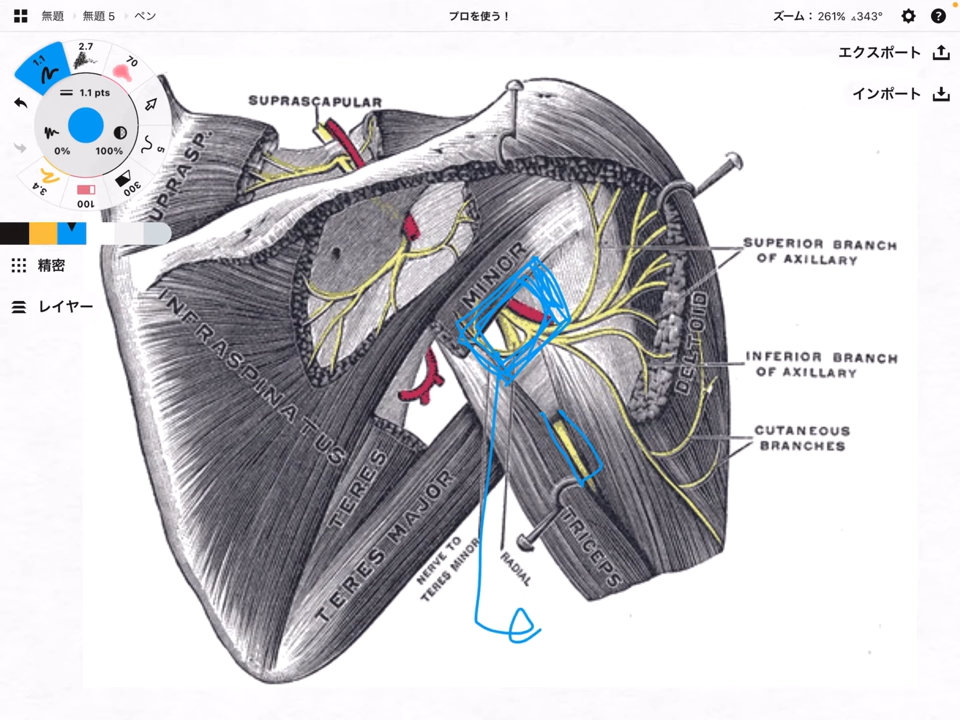 無題 › 無題 5 › ペン
プロを使う！
ズーム： 261% ⊿343°
エクスポート
インポート
1.1
2.7
70
1.1 pts
0%
100%
5
300
100
3.4
精密
レイヤー
SUPRASCAPULAR
UPRASP.
INFRASPINATUS
MINOR
TERES
TERES MAJOR
NERVE TO
TERES MINOR
RADIAL
TRICEPS
DELTOID
SUPERIOR BRANCH
OF AXILLARY
INFERIOR BRANCH
OF AXILLARY
CUTANEOUS
BRANCHES